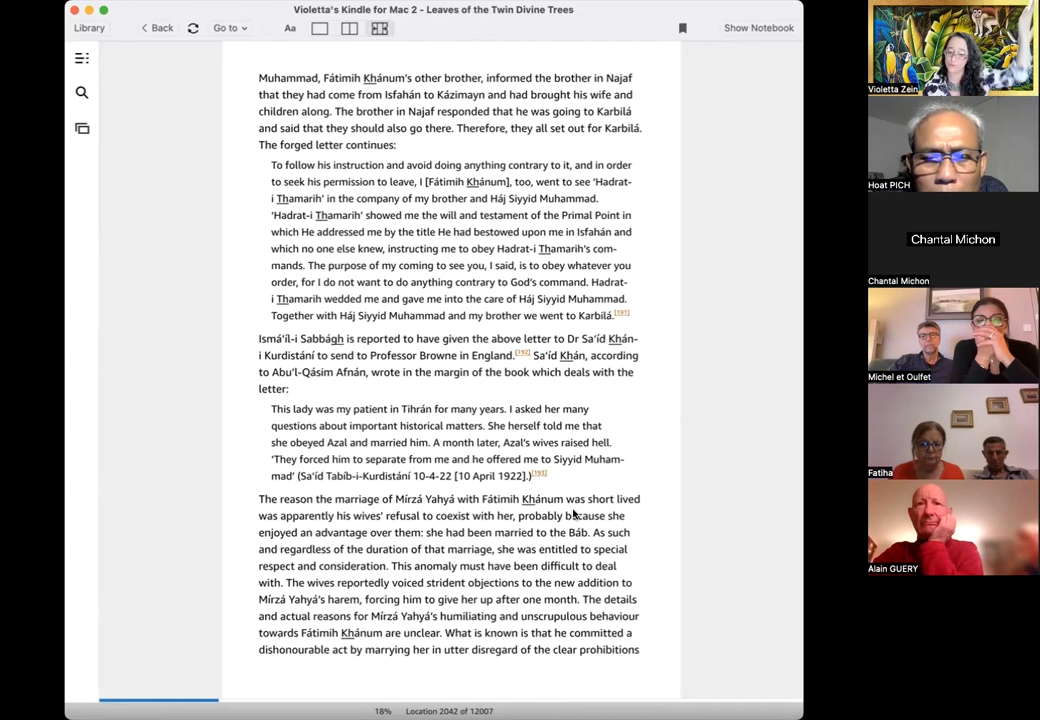 Violetta's Kindle for Mac 2 - Leaves of the Twin Divine Trees
Library
Back
Go to
Aa
Show Notebook
Muhammad, Fátimih Khánum's other brother, informed the brother in Najaf
that they had come from Isfahán to Kázimayn and had brought his wife and
children along. The brother in Najaf responded that he was going to Karbilá
and said that they should also go there. Therefore, they all set out for Karbilá.
The forged letter continues:
To follow his instruction and avoid doing anything contrary to it, and in order
to seek his permission to leave, I [Fátimih Khánum], too, went to see 'Hadrat-
i Thamarih' in the company of my brother and Háj Siyyid Muhammad.
'Hadrat-i Thamarih' showed me the will and testament of the Primal Point in
which He addressed me by the title He had bestowed upon me in Isfahán and
which no one else knew, instructing me to obey Hadrat-i Thamarih's com-
mands. The purpose of my coming to see you, I said, is to obey whatever you
order, for I do not want to do anything contrary to God's command. Hadrat-
i Thamarih wedded me and gave me into the care of Háj Siyyid Muhammad.
Together with Háj Siyyid Muhammad and my brother we went to Karbilá.[191]
Ismá'íl-i Sabbágh is reported to have given the above letter to Dr Sa'íd Khán-
i Kurdistání to send to Professor Browne in England.[192] Sa'íd Khán, according
to Abu'l-Qásim Afnán, wrote in the margin of the book which deals with the
letter:
This lady was my patient in Tihrán for many years. I asked her many
questions about important historical matters. She herself told me that
she obeyed Azal and married him. A month later, Azal's wives raised hell.
'They forced him to separate from me and he offered me to Siyyid Muham-
mad' (Sa'íd Tabíb-i-Kurdistání 10-4-22 [10 April 1922].)[193]
The reason the marriage of Mírzá Yahyá with Fátimih Khánum was short lived
was apparently his wives' refusal to coexist with her, probably because she
enjoyed an advantage over them: she had been married to the Báb. As such
and regardless of the duration of that marriage, she was entitled to special
respect and consideration. This anomaly must have been difficult to deal
with. The wives reportedly voiced strident objections to the new addition to
Mírzá Yahyá's harem, forcing him to give her up after one month. The details
and actual reasons for Mírzá Yahyá's humiliating and unscrupulous behaviour
towards Fátimih Khánum are unclear. What is known is that he committed a
dishonourable act by marrying her in utter disregard of the clear prohibitions
18%
Location 2042 of 12007
Violetta Zein
Hoat PICH
Chantal Michon
Chantal Michon
Michel et Oulfet
Fatiha
Alain GUERY